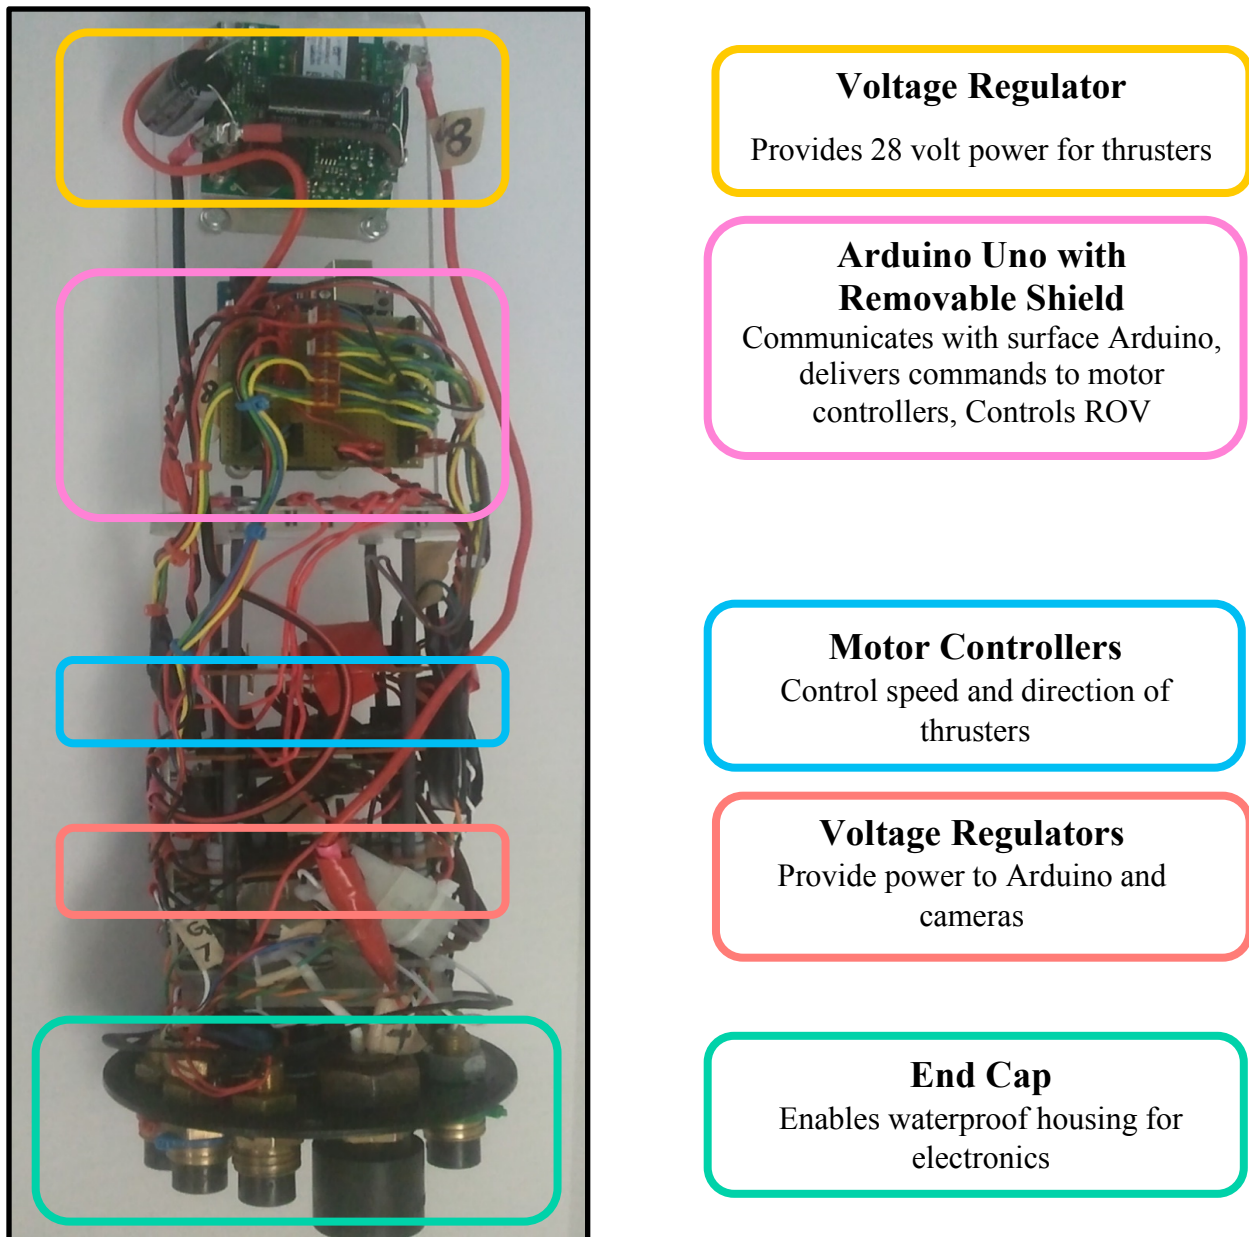 Voltage Regulator
Provides 28 volt power for thrusters
Arduino Uno with
Removable Shield
Communicates with surface Arduino,
delivers commands to motor
controllers, Controls ROV
Motor Controllers
Control speed and direction of
thrusters
Voltage Regulators
Provide power to Arduino and
cameras
End Cap
Enables waterproof housing for
electronics